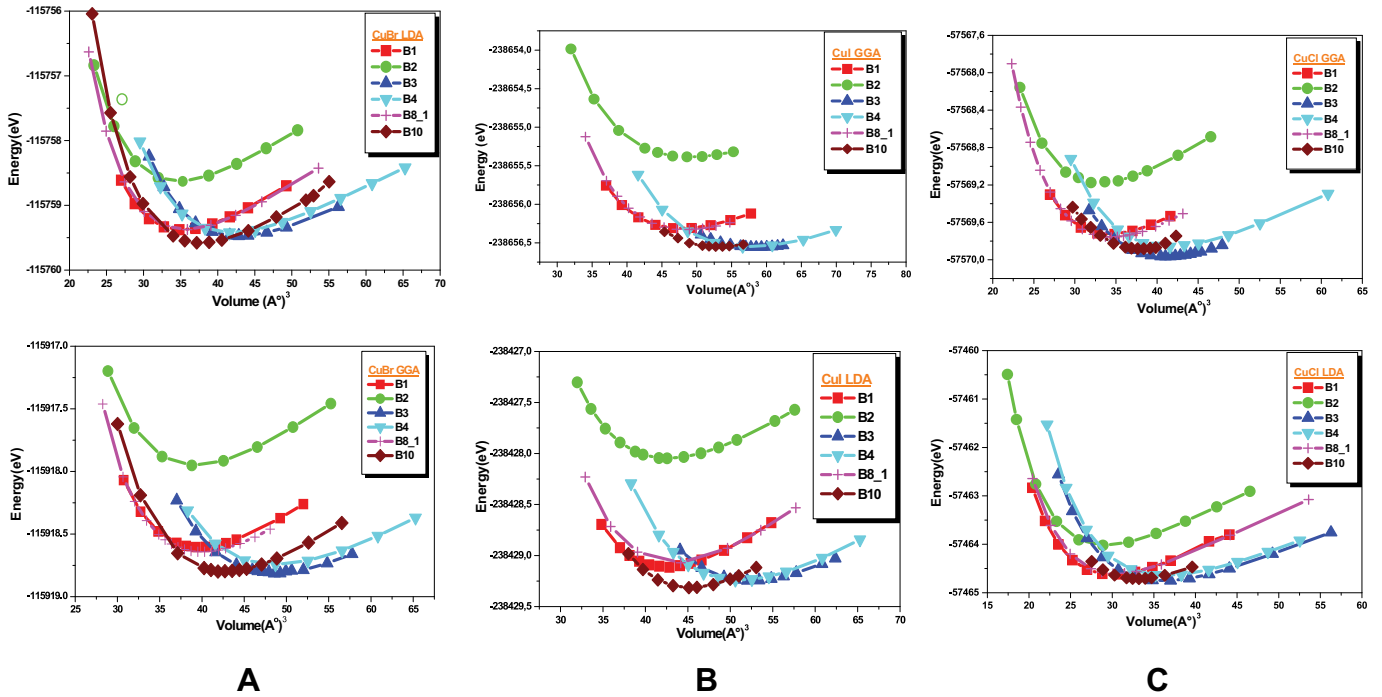 CuBr LDA
B1
B2
B3
B4
B8_1
B10
Energy(eV)
-115756
-115757
-115758
-115759
-115760
20 25 30 35 40 45 50 55 60 65 70
Volume (A°)³
CuI GGA
B1
B2
B3
B4
B8_1
B10
Energy (eV)
-238654,0
-238654,5
-238655,0
-238655,5
-238656,0
-238656,5
30 35 40 45 50 55 60 65 70 75 80
Volume(A°)³
CuCl GGA
B1
B2
B3
B4
B8_1
B10
Energy(eV)
-57567,6
-57568,0
-57568,4
-57568,8
-57569,2
-57569,6
-57570,0
20 25 30 35 40 45 50 55 60 65
Volume(A°)³
CuBr GGA
B1
B2
B3
B4
B8_1
B10
Energy(eV)
-115917.0
-115917.5
-115918.0
-115918.5
-115919.0
25 30 35 40 45 50 55 60 65
Volume(A°)³
CuI LDA
B1
B2
B3
B4
B8_1
B10
Energy(eV)
-238427,0
-238427,5
-238428,0
-238428,5
-238429,0
-238429,5
30 35 40 45 50 55 60 65 70
Volume(A°)³
CuCl LDA
B1
B2
B3
B4
B8_1
B10
Energy(eV)
-57460
-57461
-57462
-57463
-57464
-57465
15 20 25 30 35 40 45 50 55 60
Volume(A°)³
A B C